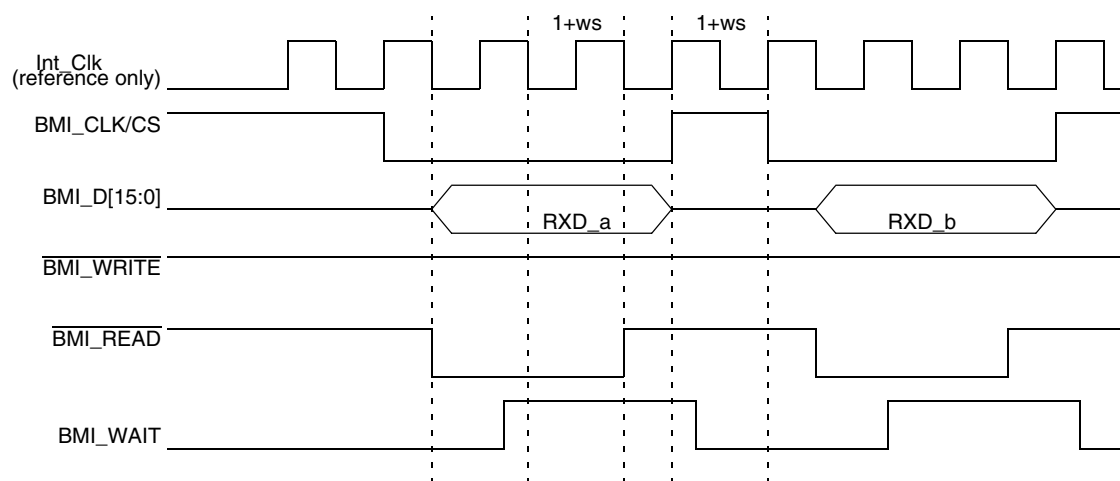 1+ws 1+ws
Int_Clk
(reference only)
BMI_CLK/CS
BMI_D[15:0]
RXD_a RXD_b
BMI_WRITE
BMI_READ
BMI_WAIT